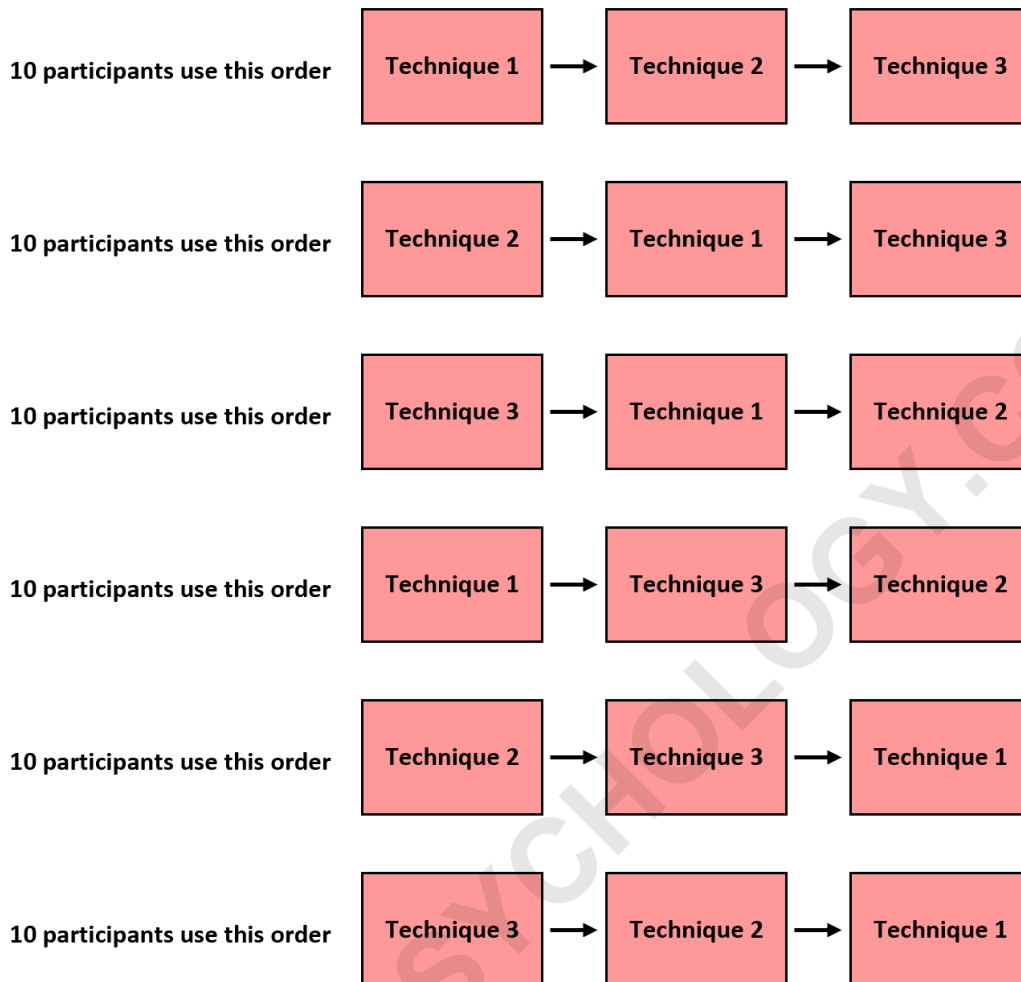 10 participants use this order Technique 1 Technique 2 Technique 3
10 participants use this order Technique 2 Technique 1 Technique 3
10 participants use this order Technique 3 Technique 1 Technique 2
10 participants use this order Technique 1 Technique 3 Technique 2
10 participants use this order Technique 2 Technique 3 Technique 1
10 participants use this order Technique 3 Technique 2 Technique 1
SYCHOLOGY.C